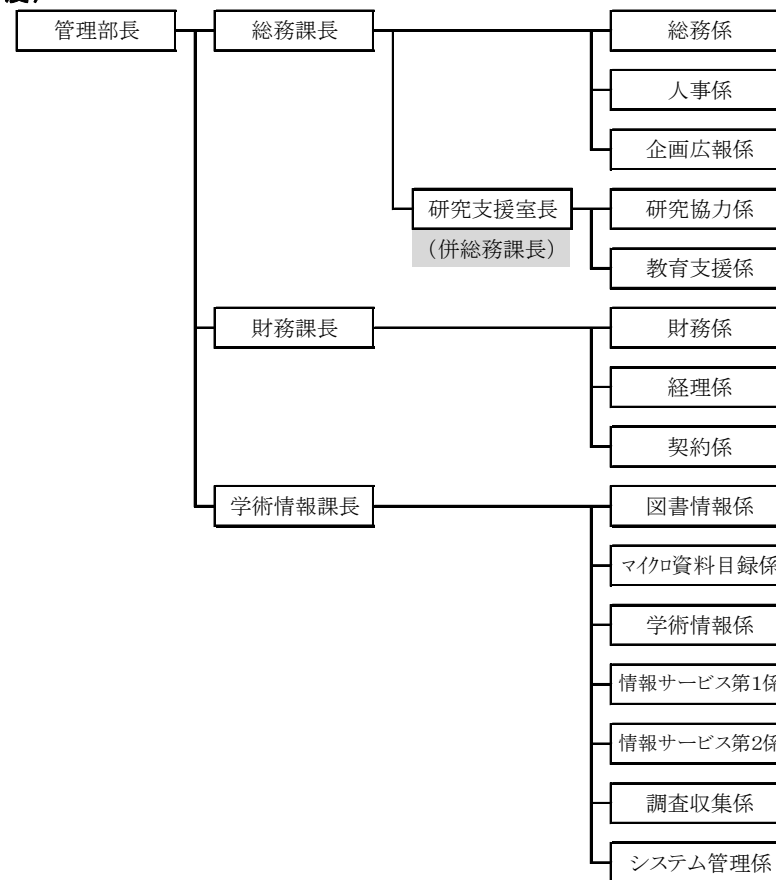 度）
管理部長
総務課長
総務係
人事係
企画広報係
研究支援室長
（併総務課長）
研究協力係
教育支援係
財務課長
財務係
経理係
契約係
学術情報課長
図書情報係
マイクロ資料目録係
学術情報係
情報サービス第1係
情報サービス第2係
調査収集係
システム管理係